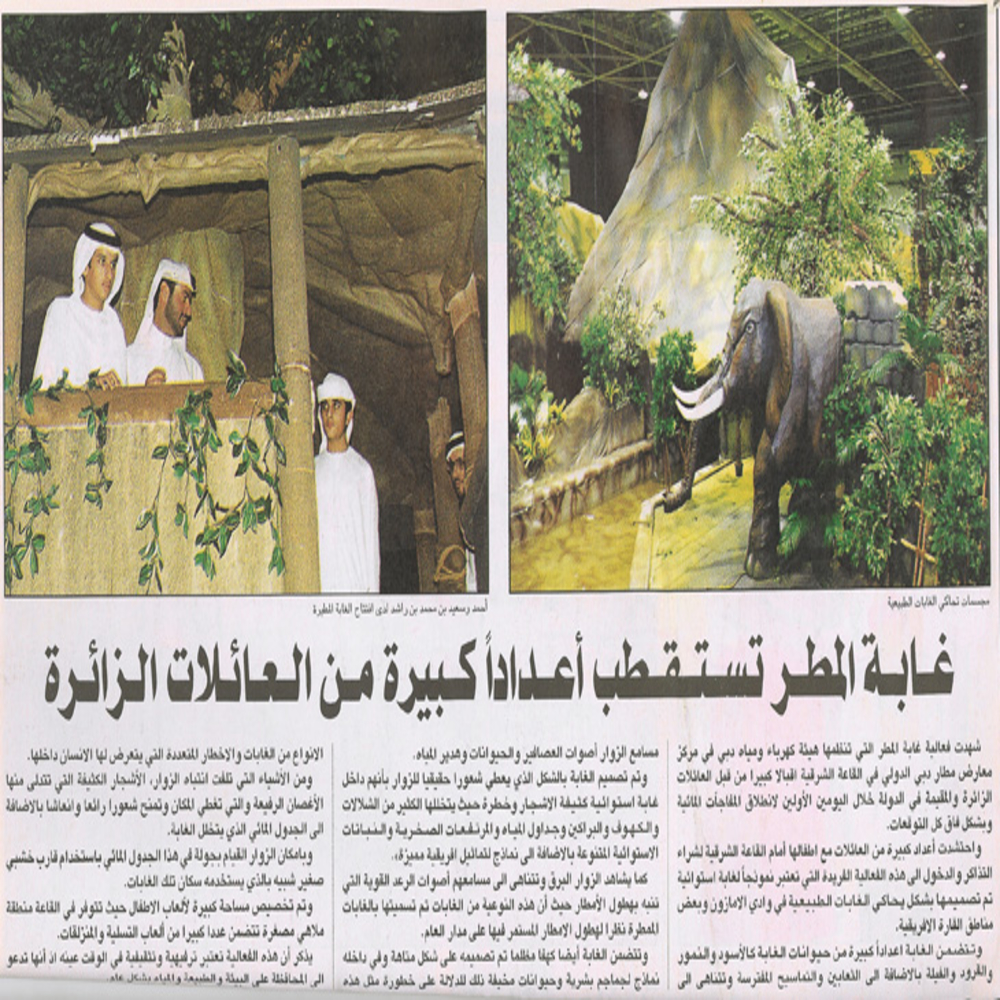 مجسمات تحاكي الغابات الطبيعية
أحمد وسعيد بن محمد بن راشد لدى افتتاح الغابة المطيرة
غابة المطر تستقطب أعداداً كبيرة من العائلات الزائرة
شهدت فعالية غابة المطر التي تنظمها هيئة كهرباء ومياه دبي في مركز
معارض مطار دبي الدولي في القاعة الشرقية اقبالا كبيرا من قبل العائلات
الزائرة والمقيمة في الدولة خلال اليومين الأولين لانطلاق المفاجآت المائية
وبشكل فاق كل التوقعات.
واحتشدت أعداد كبيرة من العائلات مع اطفالها أمام القاعة الشرقية لشراء
التذاكر و الدخول الى هذه الفعالية الفريدة التي تعتبر نموذجاً لغابة استوائية
تم تصميمها بشكل يحاكي الغابات الطبيعية في وادي الامازون وبعض
مناطق القارة الافريقية.
وتتضمن الغابة اعداداً كبيرة من حيوانات الغابة كالأسود والنمور
والقرود و الفيلة بالاضافة الى الثعابين والتماسيح المفترسة وتتناهى الى
مسامع الزوار أصوات العصافير والحيوانات وهدير المياه.
وتم تصميم الغابة بالشكل الذي يعطي شعورا حقيقيا للزوار بأنهم داخل
غابة استوائية كثيفة الاشجار وخطرة حيث يتخللها الكثير من الشلالات
والكهوف والبراكين وجداول المياه والمرتفعات الصخرية والنباتات
الاستوائية المتنوعة بالاضافة الى نماذج لتماثيل افريقية مميزة».
كما يشاهد الزوار البرق وتتناهى الى مسامعهم أصوات الرعد القوية التي
تنبه بهطول الأمطار حيث أن هذه النوعية من الغابات تم تسميتها بالغابات
الممطرة نظرا لهطول الامطار المستمر فيها على مدار العام.
وتتضمن الغابة أيضا كهفا مظلما تم تصميمه على شكل متاهة وفي داخله
نماذج لجماجم بشرية وحيوانات مخيفة ذلك للدلالة على خطورة مثل هذه
الانواع من الغابات والاخطار المتعددة التي يتعرض لها الانسان داخلها.
ومن الأشياء التي تلفت انتباه الزوار، الأشجار الكثيفة التي تتدلى منها
الأغصان الرفيعة و التي تغطي المكان وتمنح شعورا رائعا وانعاشا بالاضافة
الى الجدول المائي الذي يتخلل الغابة.
وبامكان الزوار القيام بجولة في هذا الجدول المائي باستخدام قارب خشبي
صغير شبيه بالذي يستخدمه سكان تلك الغابات.
وتم تخصيص مساحة كبيرة لألعاب الاطفال حيث تتوفر في القاعة منطقة
ملاهي مصغرة تتضمن عددا كبيرا من ألعاب التسلية والمنزلقات.
يذكر أن هذه الفعالية تعتبر ترفيهية و تثقيفية في الوقت عينه اذ أنها تدعو
الى المحافظة على البيئة والطبيعة والمياه بشكل عام.